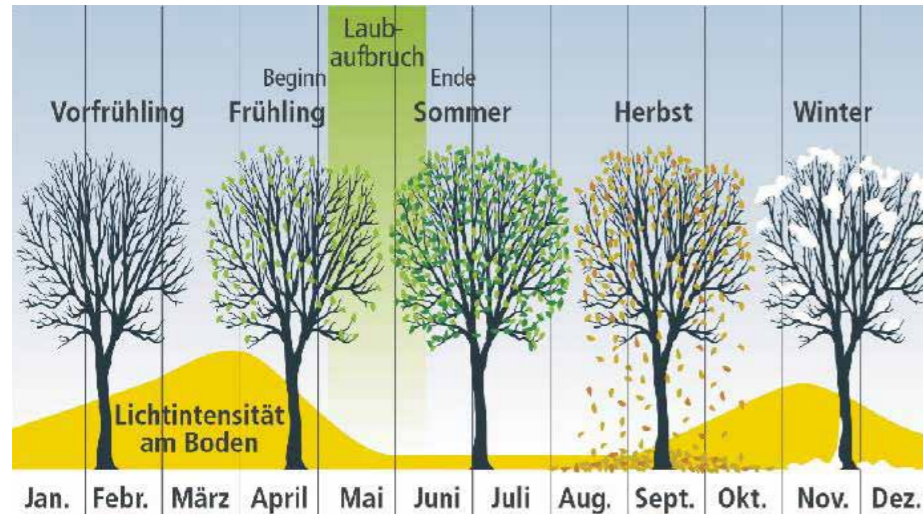 Laub-
aufbruch
Beginn Ende
Vorfrühling Frühling Sommer Herbst Winter
Lichtintensität
am Boden
Jan. Febr. März April Mai Juni Juli Aug. Sept. Okt. Nov. Dez.